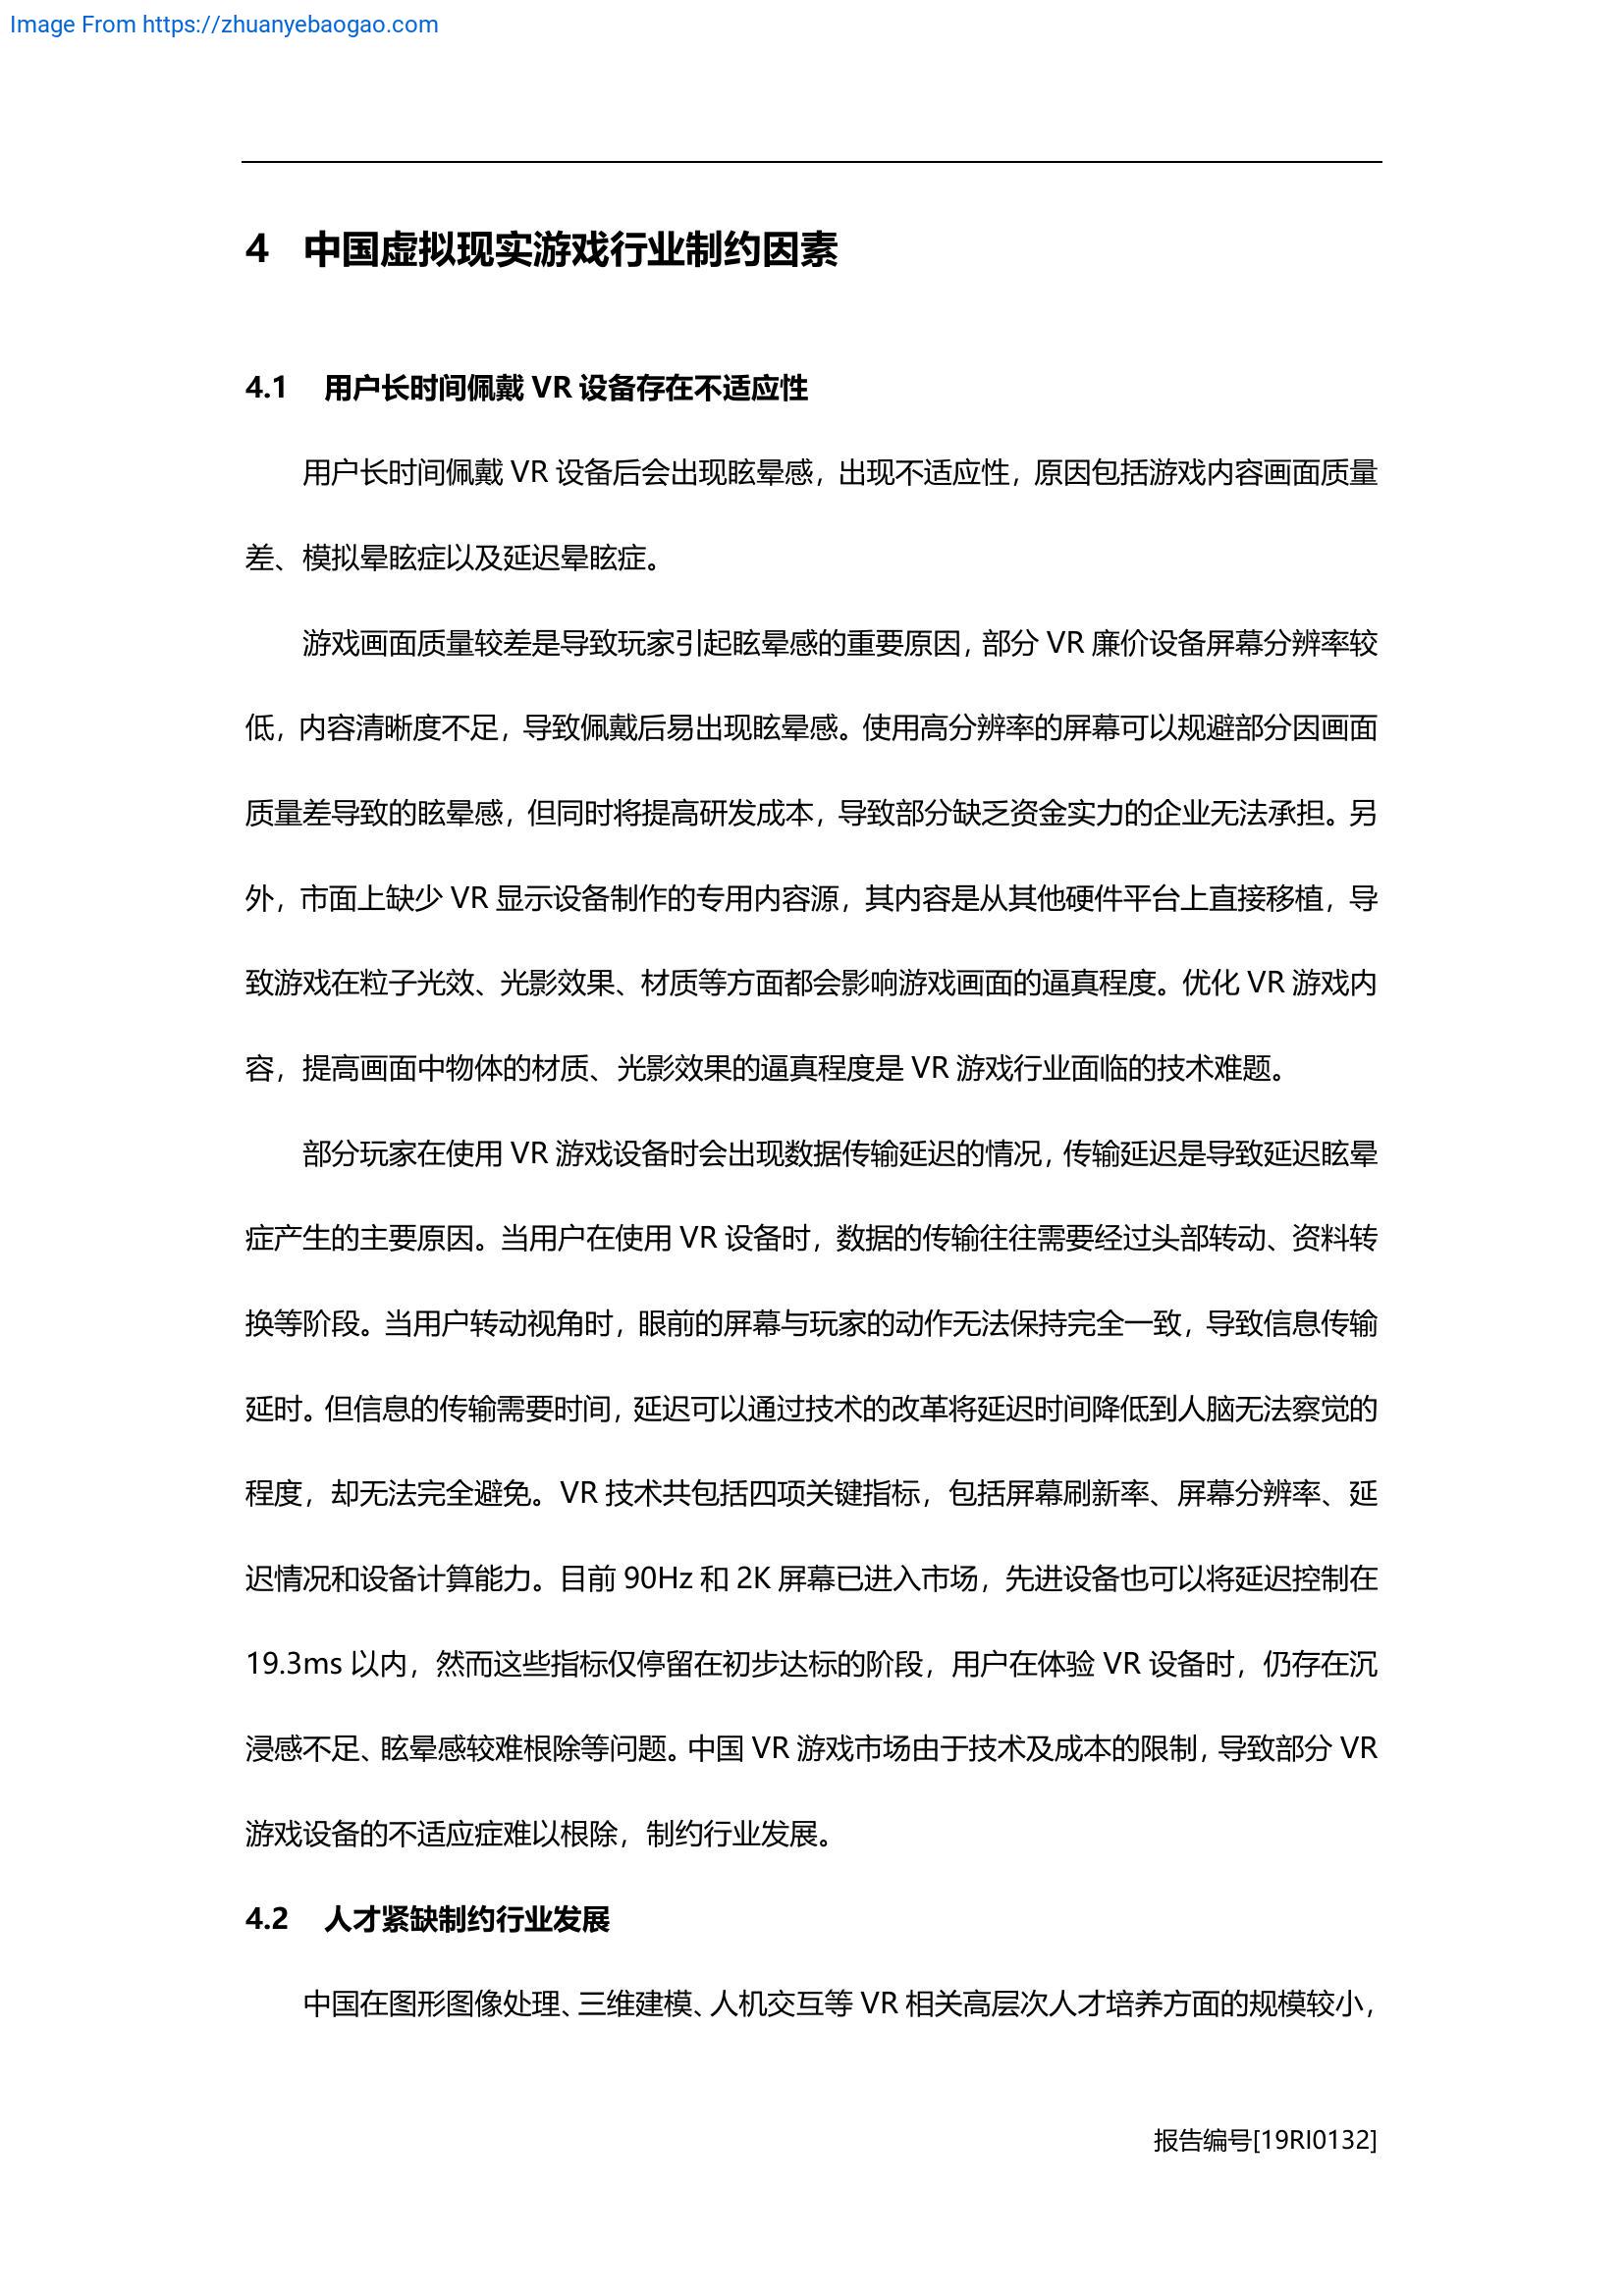 Image From https://zhuanyebaogao.com
4 中国虚拟现实游戏行业制约因素
4.1 用户长时间佩戴 VR 设备存在不适应性
用户长时间佩戴 VR 设备后会出现眩晕感，出现不适应性，原因包括游戏内容画面质量
差、模拟晕眩症以及延迟晕眩症。
游戏画面质量较差是导致玩家引起眩晕感的重要原因，部分 VR 廉价设备屏幕分辨率较
低，内容清晰度不足，导致佩戴后易出现眩晕感。使用高分辨率的屏幕可以规避部分因画面
质量差导致的眩晕感，但同时将提高研发成本，导致部分缺乏资金实力的企业无法承担。另
外，市面上缺少 VR 显示设备制作的专用内容源，其内容是从其他硬件平台上直接移植，导
致游戏在粒子光效、光影效果、材质等方面都会影响游戏画面的逼真程度。优化 VR 游戏内
容，提高画面中物体的材质、光影效果的逼真程度是 VR 游戏行业面临的技术难题。
部分玩家在使用 VR 游戏设备时会出现数据传输延迟的情况，传输延迟是导致延迟眩晕
症产生的主要原因。当用户在使用 VR 设备时，数据的传输往往需要经过头部转动、资料转
换等阶段。当用户转动视角时，眼前的屏幕与玩家的动作无法保持完全一致，导致信息传输
延时。但信息的传输需要时间，延迟可以通过技术的改革将延迟时间降低到人脑无法察觉的
程度，却无法完全避免。VR 技术共包括四项关键指标，包括屏幕刷新率、屏幕分辨率、延
迟情况和设备计算能力。目前 90Hz 和 2K 屏幕已进入市场，先进设备也可以将延迟控制在
19.3ms 以内，然而这些指标仅停留在初步达标的阶段，用户在体验 VR 设备时，仍存在沉
浸感不足、眩晕感较难根除等问题。中国 VR 游戏市场由于技术及成本的限制，导致部分 VR
游戏设备的不适应症难以根除，制约行业发展。
4.2 人才紧缺制约行业发展
中国在图形图像处理、三维建模、人机交互等 VR 相关高层次人才培养方面的规模较小，
报告编号[19RI0132]